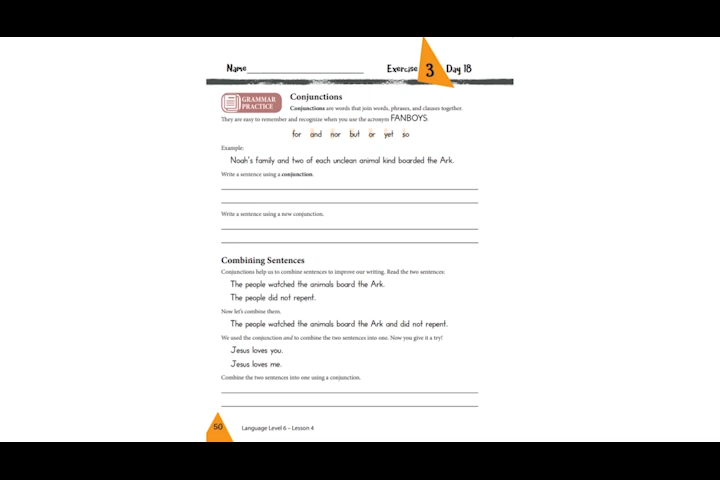 Name Exercise 3 Day 18
GRAMMAR
PRACTICE
Conjunctions
Conjunctions are words that join words, phrases, and clauses together.
They are easy to remember and recognize when you use the acronym FANBOYS.
for and nor but or yet so
Example:
Noah's family and two of each unclean animal kind boarded the Ark.
Write a sentence using a conjunction.
Write a sentence using a new conjunction.
Combining Sentences
Conjunctions help us to combine sentences to improve our writing. Read the two sentences:
The people watched the animals board the Ark.
The people did not repent.
Now let's combine them.
The people watched the animals board the Ark and did not repent.
We used the conjunction and to combine the two sentences into one. Now you give it a try!
Jesus loves you.
Jesus loves me.
Combine the two sentences into one using a conjunction.
50 Language Level 6 – Lesson 4